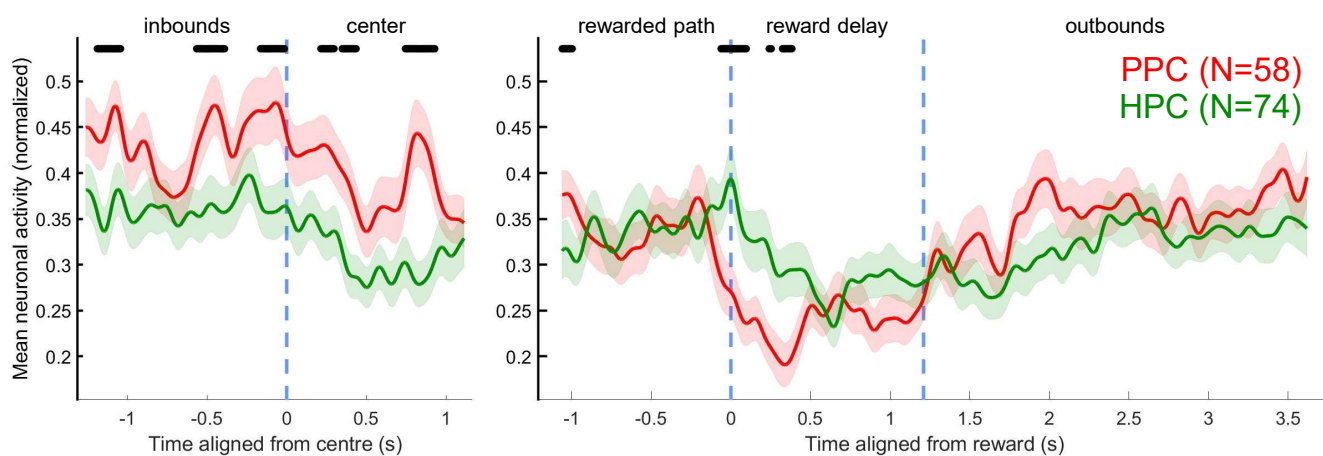 inbounds center rewarded path reward delay outbounds
PPC (N=58)
HPC (N=74)
Mean neuronal activity (normalized)
0.5
0.45
0.4
0.35
0.3
0.25
0.2
-1 -0.5 0 0.5 1
Time aligned from centre (s)
0.5
0.45
0.4
0.35
0.3
0.25
0.2
-1 -0.5 0 0.5 1 1.5 2 2.5 3 3.5
Time aligned from reward (s)